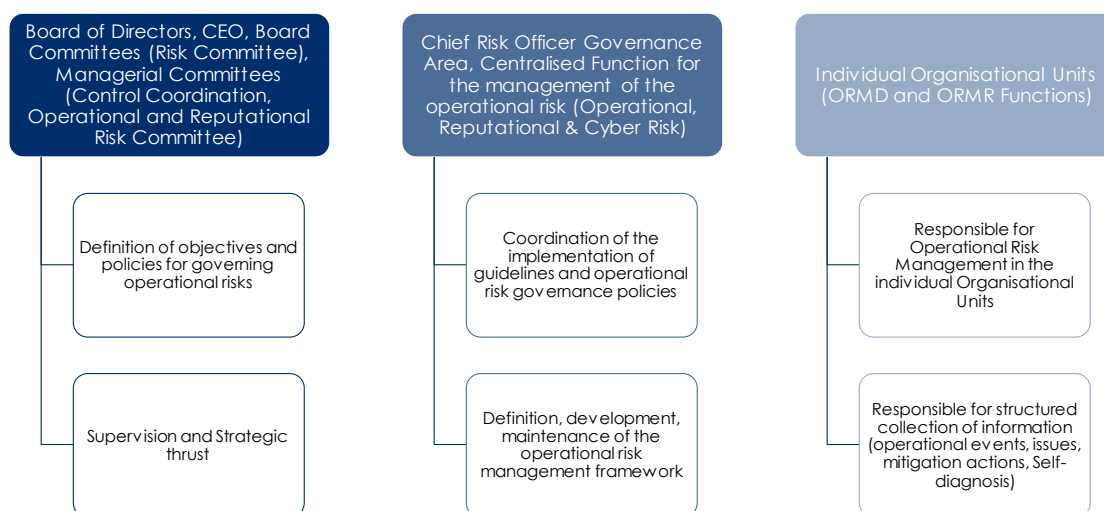 Board of Directors, CEO, Board
Committees (Risk Committee),
Managerial Committees
(Control Coordination,
Operational and Reputational
Risk Committee)
Definition of objectives and
policies for governing
operational risks
Supervision and Strategic
thrust
Chief Risk Officer Governance
Area, Centralised Function for
the management of the
operational risk (Operational,
Reputational & Cyber Risk)
Coordination of the
implementation of
guidelines and operational
risk governance policies
Definition, development,
maintenance of the
operational risk
management framework
Individual Organisational Units
(ORMD and ORMR Functions)
Responsible for
Operational Risk
Management in the
individual Organisational
Units
Responsible for structured
collection of information
(operational events, issues,
mitigation actions, Self-
diagnosis)